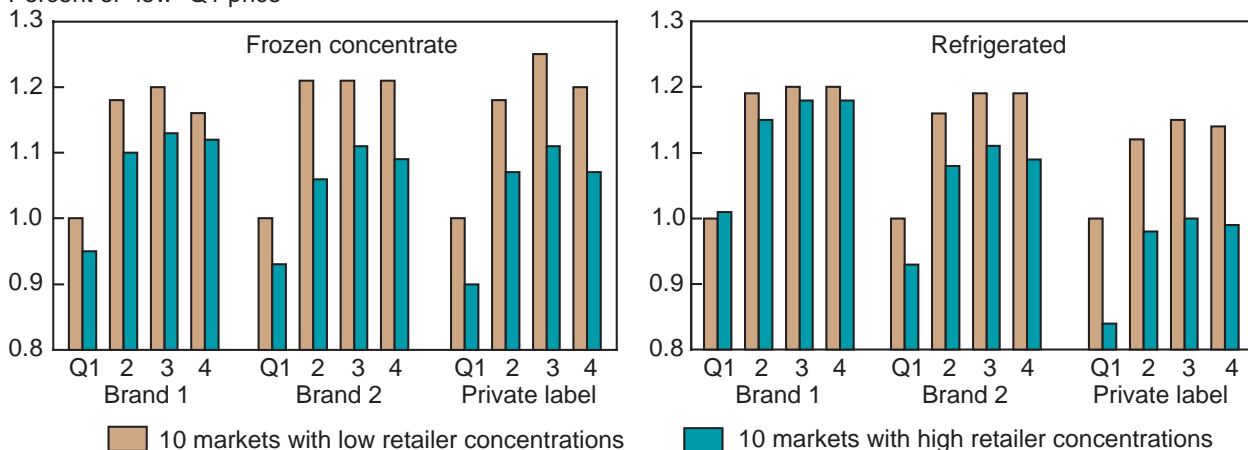 Percent of "low" Q1 price
1.3
1.2
1.1
1.0
0.9
0.8
Frozen concentrate
Q1 2 3 4 Q1 2 3 4 Q1 2 3 4
Brand 1 Brand 2 Private label
1.3
1.2
1.1
1.0
0.9
0.8
Refrigerated
Q1 2 3 4 Q1 2 3 4 Q1 2 3 4
Brand 1 Brand 2 Private label
10 markets with low retailer concentrations
10 markets with high retailer concentrations